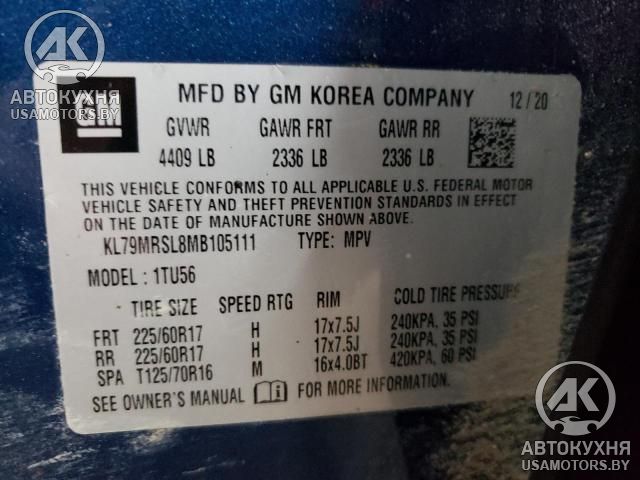 AK
АВТОКУХНЯ
USAMOTORS.BY
GM
MFD BY GM KOREA COMPANY 12/20
GVWR GAWR FRT GAWR RR
4409 LB 2336 LB 2336 LB
THIS VEHICLE CONFORMS TO ALL APPLICABLE U.S. FEDERAL MOTOR
VEHICLE SAFETY AND THEFT PREVENTION STANDARDS IN EFFECT
ON THE DATE OF MANUFACTURE SHOWN ABOVE.
KL79MRSL8MB105111 TYPE: MPV
MODEL: 1TU56
TIRE SIZE SPEED RTG RIM COLD TIRE PRESSURE
FRT 225/60R17 H 17x7.5J 240KPA, 35 PSI
RR 225/60R17 H 17x7.5J 240KPA, 35 PSI
SPA T125/70R16 M 16x4.0BT 420KPA, 60 PSI
SEE OWNER'S MANUAL FOR MORE INFORMATION.
AK
АВТОКУХНЯ
USAMOTORS.BY